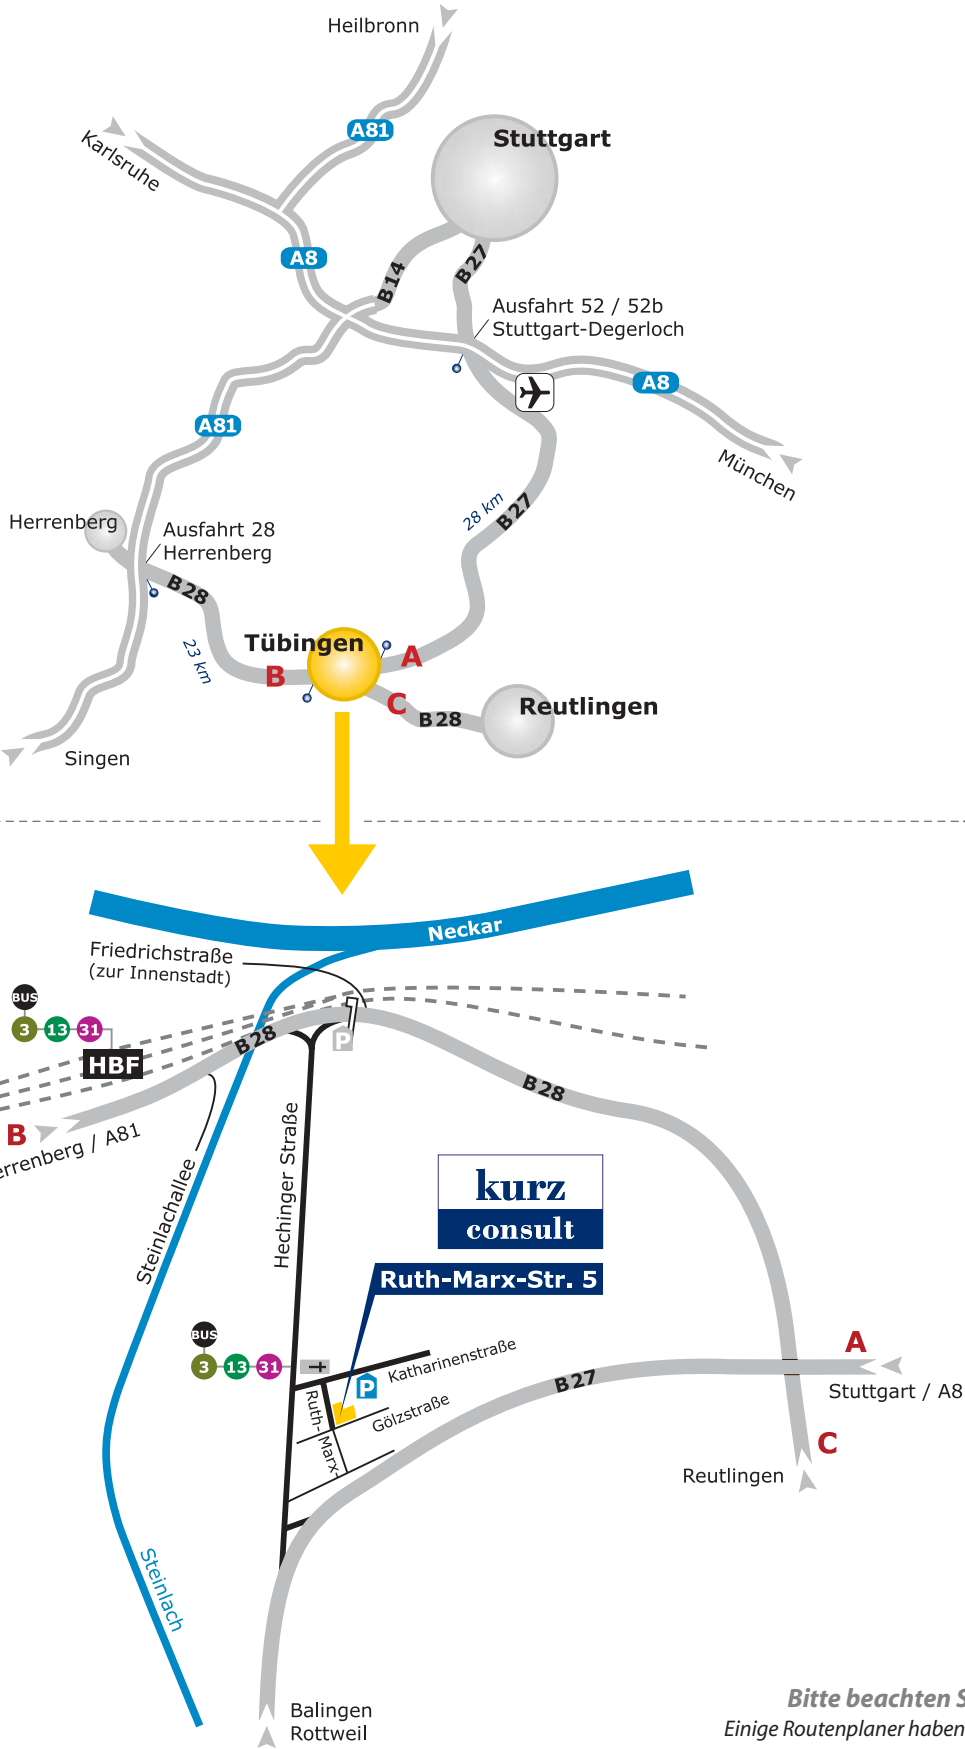 Heilbronn
A81
Karlsruhe
Stuttgart
A8
B14
B27
Ausfahrt 52 / 52b
Stuttgart-Degerloch
A8
München
A81
28 km
B27
Herrenberg
Ausfahrt 28
Herrenberg
B28
23 km
Tübingen
A
B
C
B28
Reutlingen
Singen
Neckar
Friedrichstraße
(zur Innenstadt)
BUS
3 13 31
HBF
B28
P
B28
B
errenberg / A81
Steinlachallee
Hechinger Straße
kurz
consult
Ruth-Marx-Str. 5
BUS
3 13 31
Katharinenstraße
P
Ruth-
Marx-
Gölzstraße
B27
A
Stuttgart / A8
C
Reutlingen
Steinlach
Balingen
Rottweil
Bitte beachten S
Einige Routenplaner haben